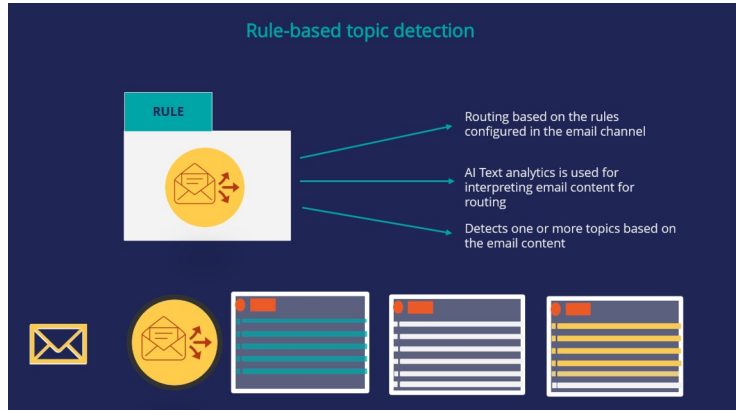 Rule-based topic detection
RULE
Routing based on the rules
configured in the email channel
AI Text analytics is used for
interpreting email content for
routing
Detects one or more topics based on
the email content